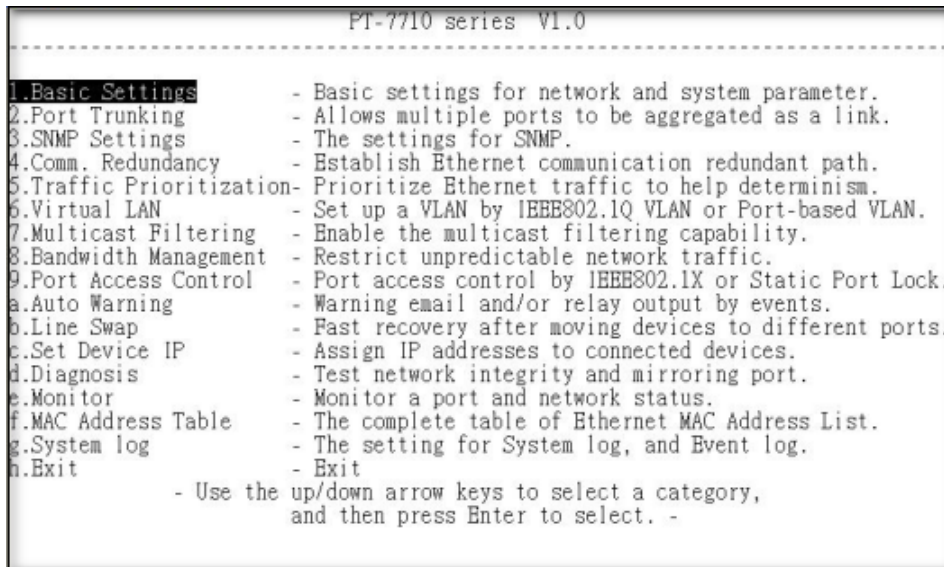 PT-7710 series V1.0
1.Basic Settings - Basic settings for network and system parameter.
2.Port Trunking - Allows multiple ports to be aggregated as a link.
3.SNMP Settings - The settings for SNMP.
4.Comm. Redundancy - Establish Ethernet communication redundant path.
5.Traffic Prioritization- Prioritize Ethernet traffic to help determinism.
6.Virtual LAN - Set up a VLAN by IEEE802.1Q VLAN or Port-based VLAN.
7.Multicast Filtering - Enable the multicast filtering capability.
8.Bandwidth Management - Restrict unpredictable network traffic.
9.Port Access Control - Port access control by IEEE802.1X or Static Port Lock.
a.Auto Warning - Warning email and/or relay output by events.
b.Line Swap - Fast recovery after moving devices to different ports.
c.Set Device IP - Assign IP addresses to connected devices.
d.Diagnosis - Test network integrity and mirroring port.
e.Monitor - Monitor a port and network status.
f.MAC Address Table - The complete table of Ethernet MAC Address List.
g.System log - The setting for System log, and Event log.
h.Exit - Exit
- Use the up/down arrow keys to select a category,
and then press Enter to select. -